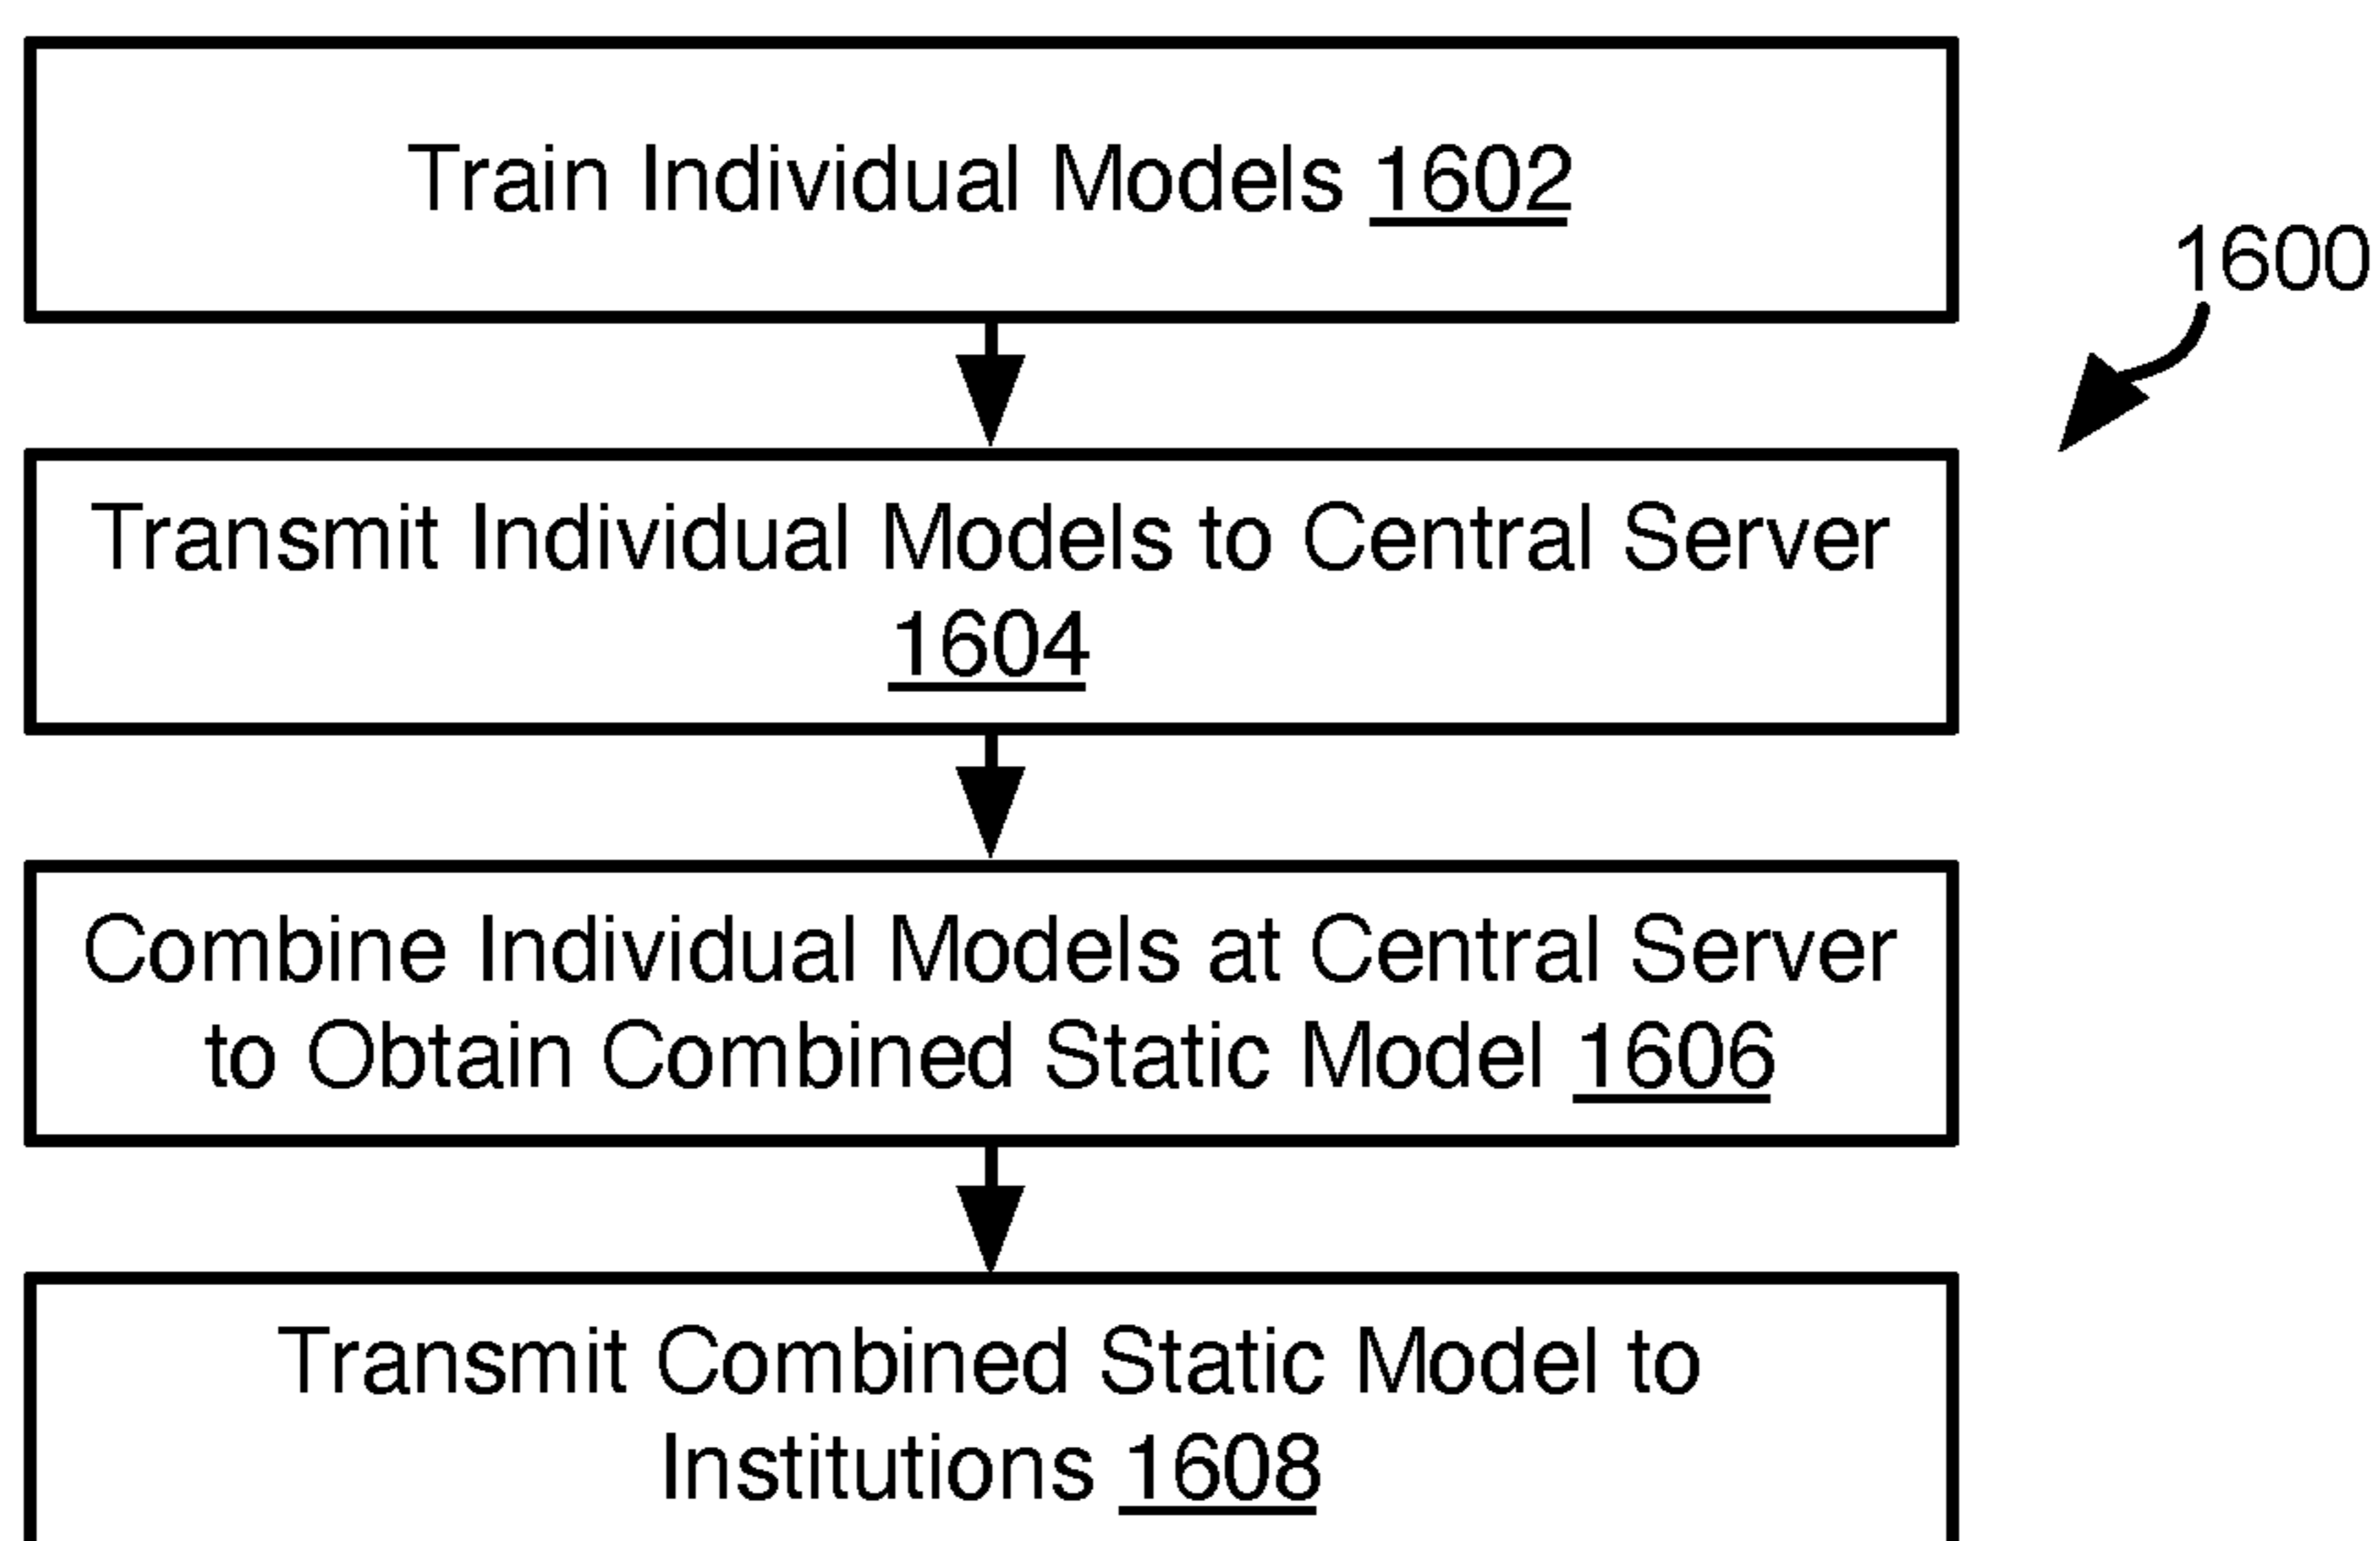 Train Individual Models 1602
1600
Transmit Individual Models to Central Server
1604
Combine Individual Models at Central Server
to Obtain Combined Static Model 1606
Transmit Combined Static Model to
Institutions 1608